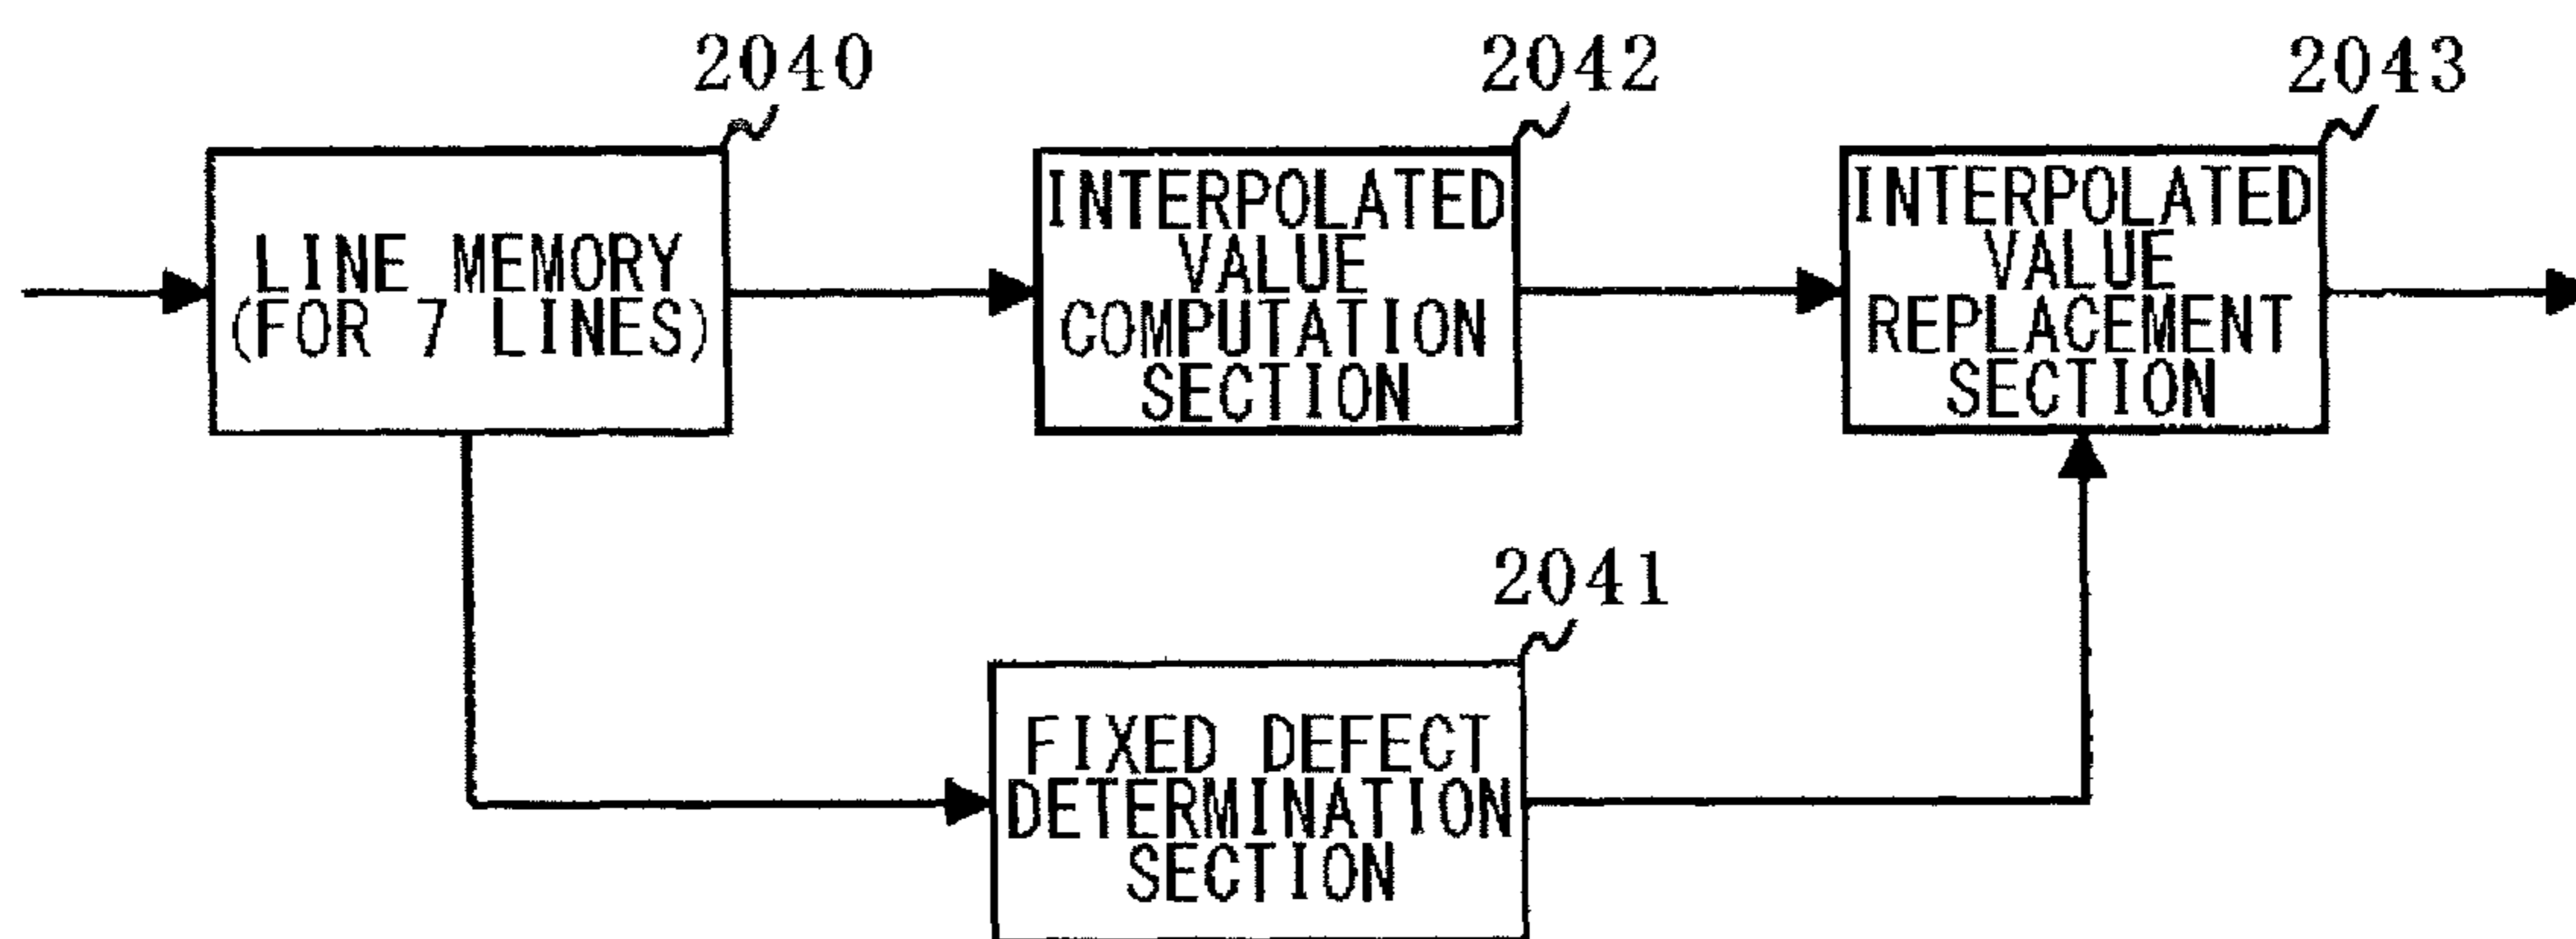 2040
LINE MEMORY
(FOR 7 LINES)
2042
INTERPOLATED
VALUE
COMPUTATION
SECTION
2043
INTERPOLATED
VALUE
REPLACEMENT
SECTION
2041
FIXED DEFECT
DETERMINATION
SECTION